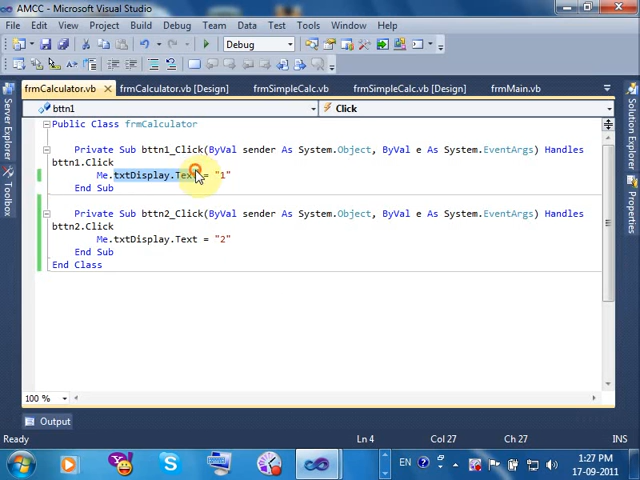 AMCC - Microsoft Visual Studio
File Edit View Project Build Debug Team Data Test Tools Window Help
Debug
frmCalculator.vb frmCalculator.vb [Design] frmSimpleCalc.vb frmSimpleCalc.vb [Design] frmMain.vb
bttn1 Click
Public Class frmCalculator
Private Sub bttn1_Click(ByVal sender As System.Object, ByVal e As System.EventArgs) Handles
bttn1.Click
Me.txtDisplay.Text = "1"
End Sub
Private Sub bttn2_Click(ByVal sender As System.Object, ByVal e As System.EventArgs) Handles
bttn2.Click
Me.txtDisplay.Text = "2"
End Sub
End Class
Server Explorer
Toolbox
Solution Explorer
Properties
100 %
Output
Ready Ln 4 Col 27 Ch 27
EN 1:27 PM
17-09-2011